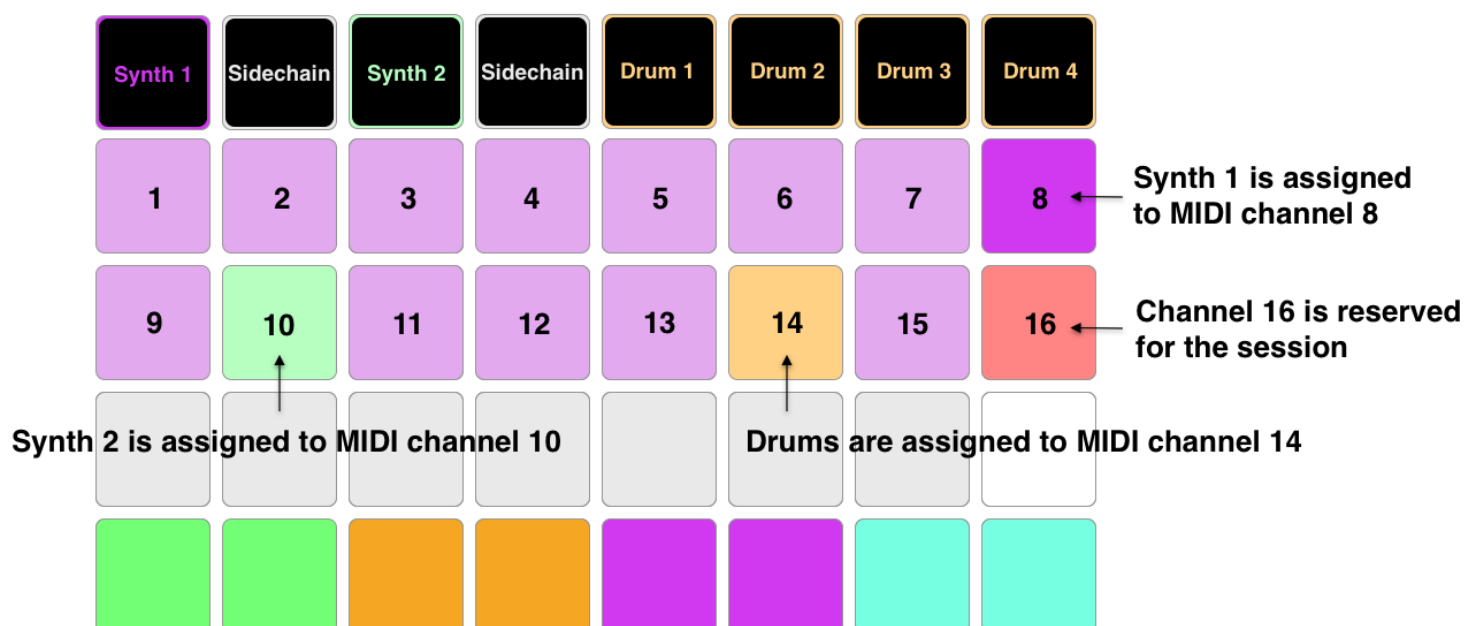 Synth 1
Sidechain
Synth 2
Sidechain
Drum 1
Drum 2
Drum 3
Drum 4
1
2
3
4
5
6
7
8
Synth 1 is assigned
to MIDI channel 8
9
10
11
12
13
14
15
16
Channel 16 is reserved
for the session
Synth 2 is assigned to MIDI channel 10
Drums are assigned to MIDI channel 14